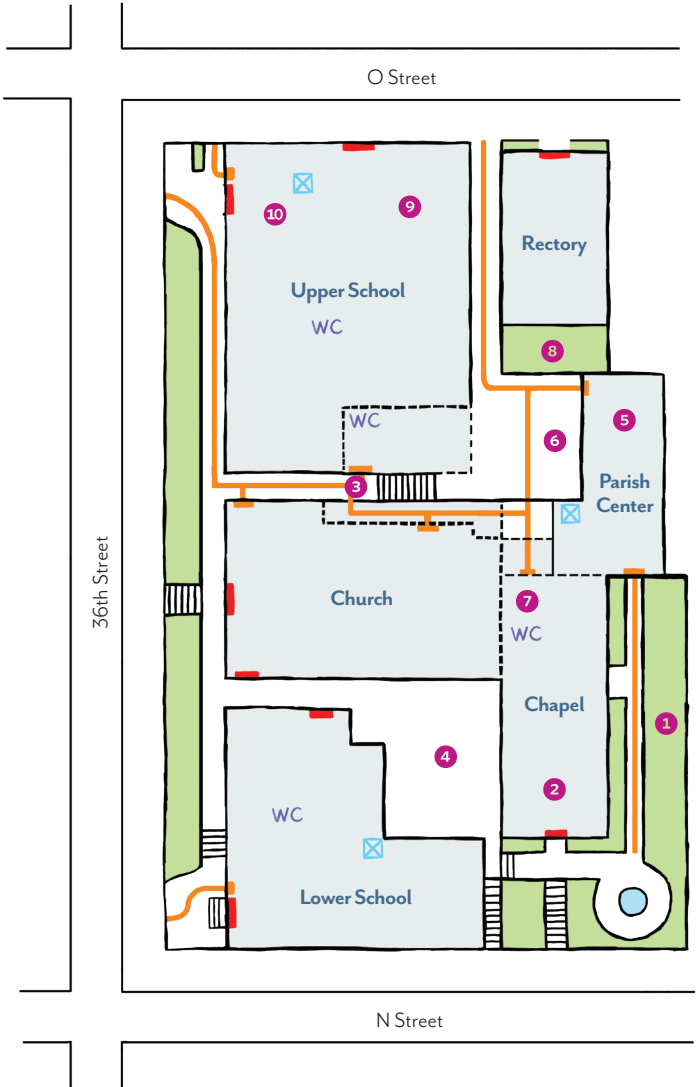 O Street
10
9
Rectory
Upper School
WC
8
WC
5
6
Parish
Center
3
36th Street
Church
7
WC
Chapel
1
4
2
WC
Lower School
N Street